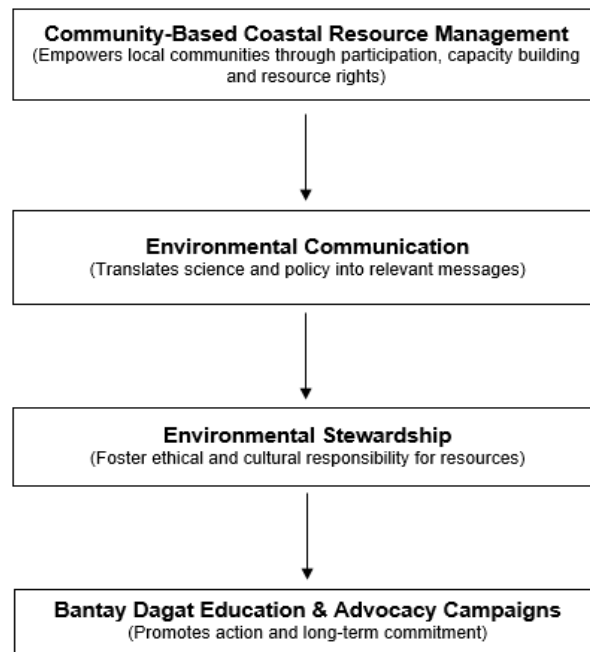 Community-Based Coastal Resource Management
(Empowers local communities through participation, capacity building
and resource rights)
Environmental Communication
(Translates science and policy into relevant messages)
Environmental Stewardship
(Foster ethical and cultural responsibility for resources)
Bantay Dagat Education & Advocacy Campaigns
(Promotes action and long-term commitment)